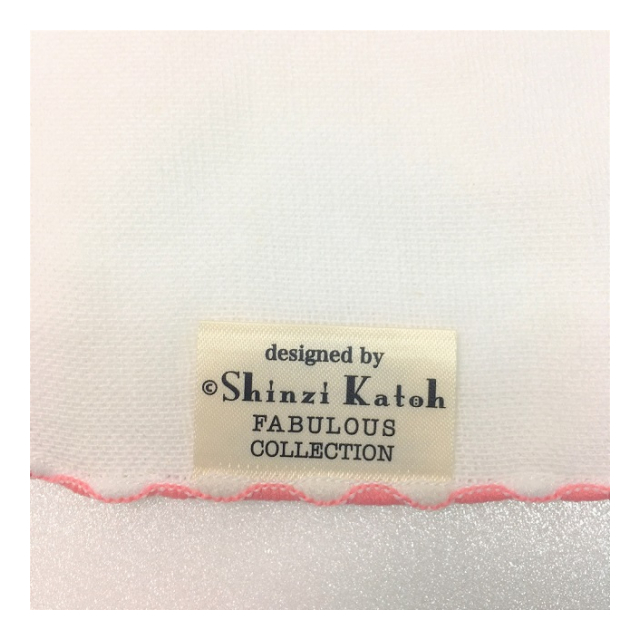 designed by
©Shinzi Katoh
FABULOUS
COLLECTION